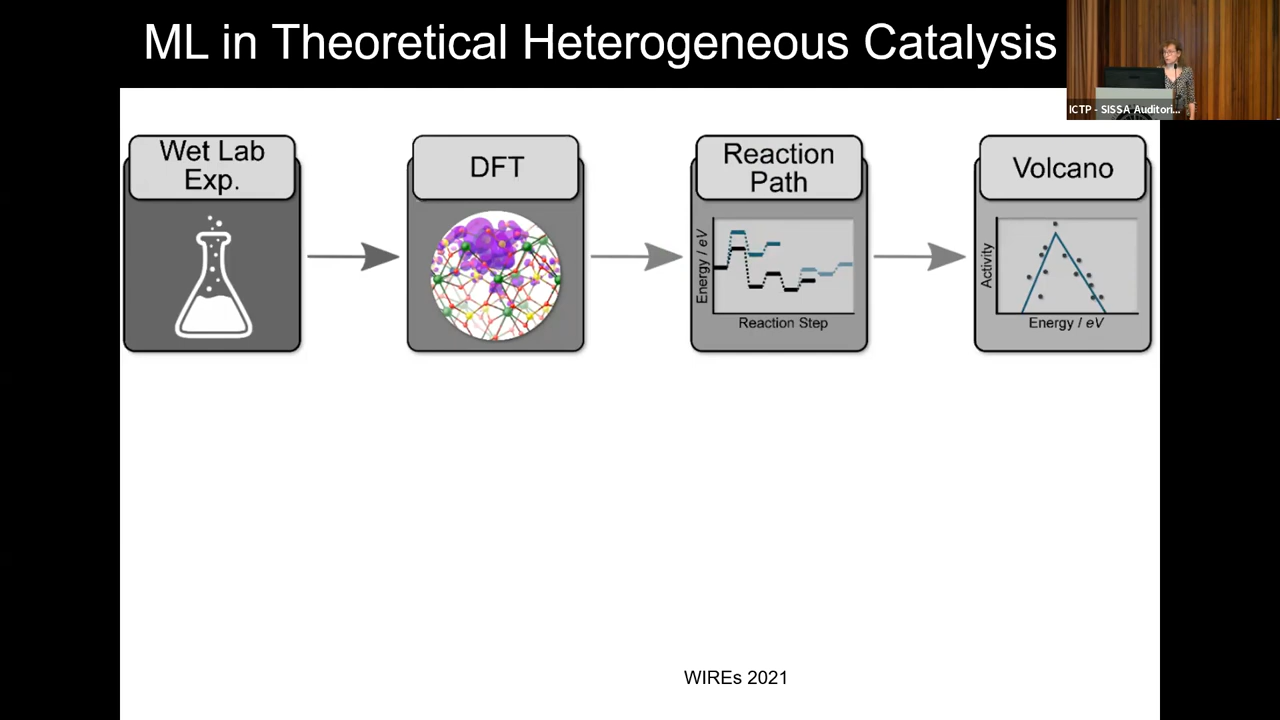 ML in Theoretical Heterogeneous Catalysis
ICTP - SISSA Auditori...
Wet Lab
Exp.
DFT
Reaction
Path
Volcano
Energy / eV
Reaction Step
Activity
Energy / eV
WIREs 2021